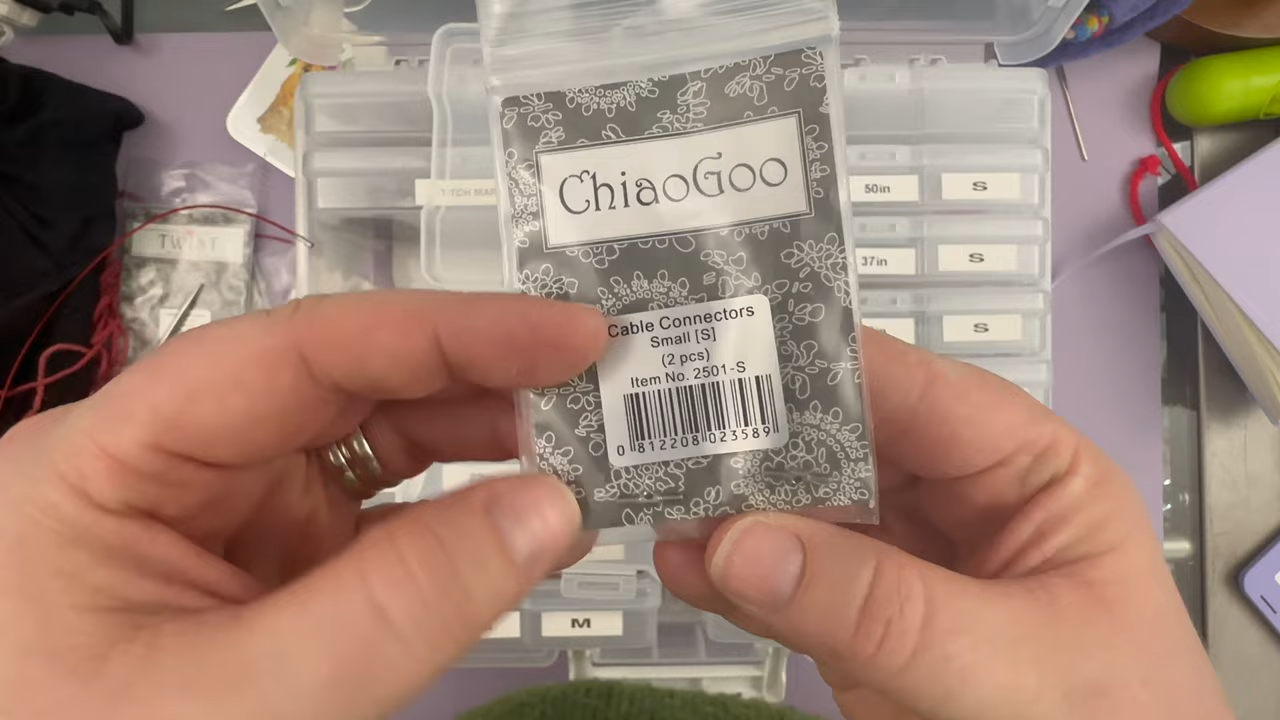 ChiaoGoo
Cable Connectors
Small [S]
(2 pcs)
Item No. 2501-S
0 812208 023589
TWIST
50in
S
37in
S
S
M